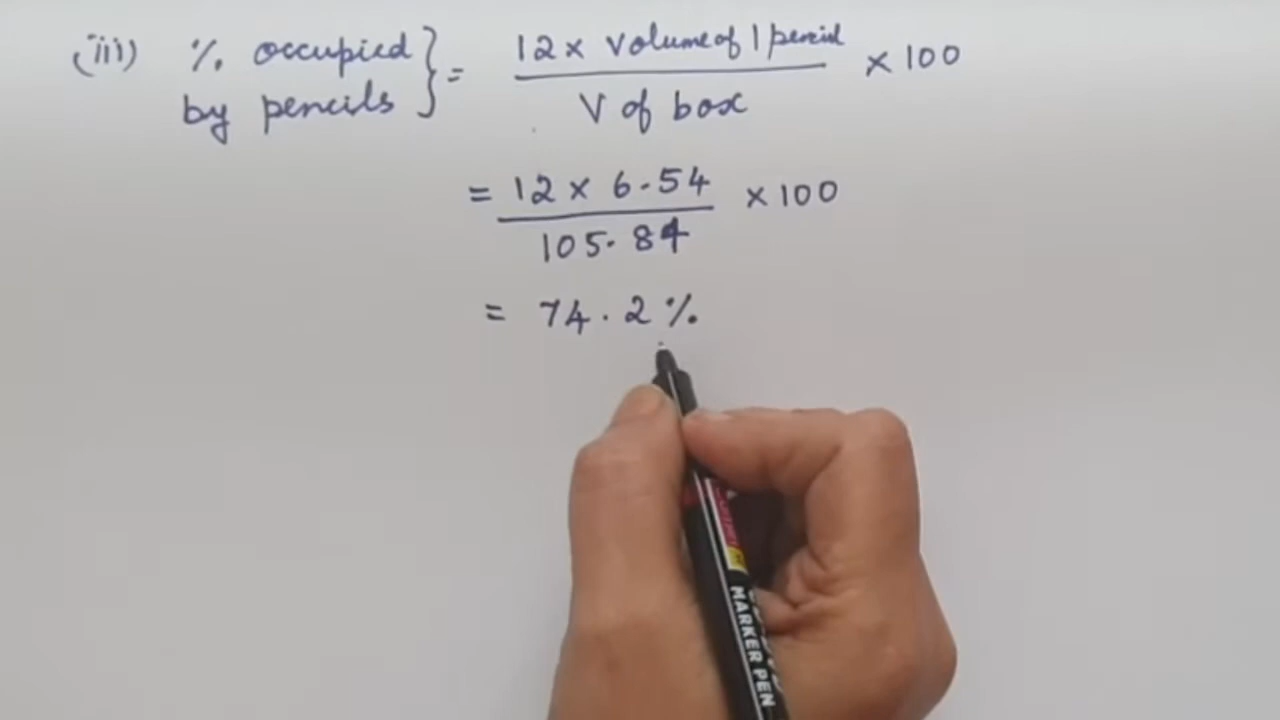 (iii) % occupied by pencils } = 12 x Volume of 1 pencil / V of box x 100
= 12 x 6.54 / 105.84 x 100
= 74.2 %
MARKER PEN